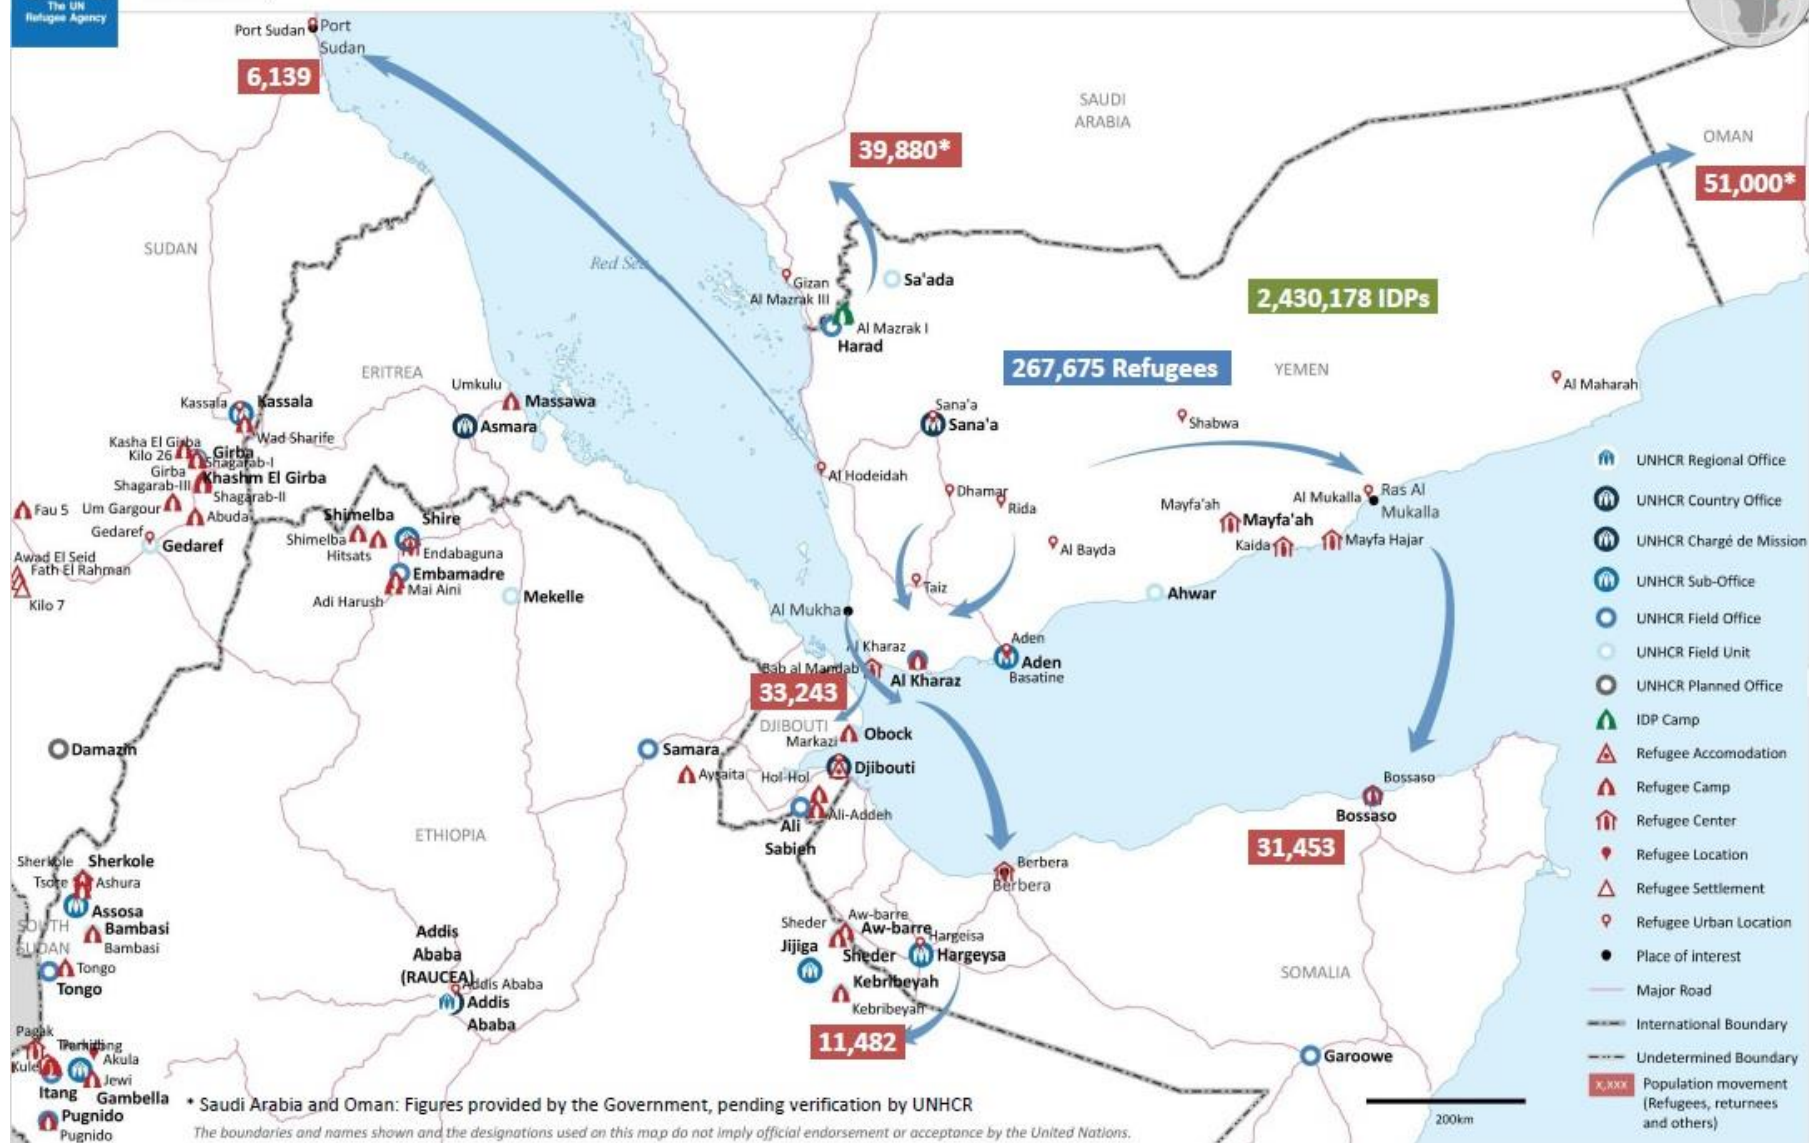 The UN
Refugee Agency
Port Sudan
Port
Sudan
6,139
SAUDI
ARABIA
39,880*
OMAN
51,000*
SUDAN
Red Sea
Gizan
Al Mazrak III
Sa'ada
Al Mazrak I
Harad
2,430,178 IDPs
267,675 Refugees
YEMEN
Al Maharah
ERITREA
Umkulu
Massawa
Asmara
Kassala
Kassala
Wad Sharife
Kasha El Girba
Kilo 26
Girba
Shagarab-I
Girba
Khashm El Girba
Shagarab-III
Shagarab-II
Fau 5
Um Gargour
Abuda
Gedaref
Gedaref
Awad El Seid
Fath El Rahman
Kilo 7
Shimelba
Shire
Shimelba
Hitsats
Endabaguna
Embamadre
Mai Aini
Adi Harush
Mekelle
Sana'a
Sana'a
Shabwa
Al Hodeidah
Dhamar
Rida
Al Bayda
Taiz
Al Mukha
Mayfa'ah
Mayfa'ah
Kaida
Mayfa Hajar
Al Mukalla
Ras Al
Mukalla
Ahwar
Aden
Aden
Basatine
Al Kharaz
Al Kharaz
Bab al Mandab
33,243
DJIBOUTI
Markazi
Obock
Djibouti
Hol-Hol
Ali-Addeh
Ali
Sabieh
Samara
Aysaita
Damazin
ETHIOPIA
Bossaso
Bossaso
31,453
Berbera
Berbera
Sherkole
Sherkole
Tsore
Ashura
Assosa
SOUTH
SUDAN
Bambasi
Bambasi
Tongo
Tongo
Addis
Ababa
(RAUCEA)
Addis Ababa
Addis
Ababa
Sheder
Aw-barre
Aw-barre
Jijiga
Sheder
Hargeisa
Hargeysa
Kebribeyah
Kebribeyah
11,482
SOMALIA
Garoowe
Pagak
Akula
Kule
Jewi
Itang
Gambella
Pugnido
Pugnido
UNHCR Regional Office
UNHCR Country Office
UNHCR Chargé de Mission
UNHCR Sub-Office
UNHCR Field Office
UNHCR Field Unit
UNHCR Planned Office
IDP Camp
Refugee Accomodation
Refugee Camp
Refugee Center
Refugee Location
Refugee Settlement
Refugee Urban Location
Place of interest
Major Road
International Boundary
Undetermined Boundary
x,xxx Population movement
(Refugees, returnees
and others)
200km
* Saudi Arabia and Oman: Figures provided by the Government, pending verification by UNHCR
The boundaries and names shown and the designations used on this map do not imply official endorsement or acceptance by the United Nations.